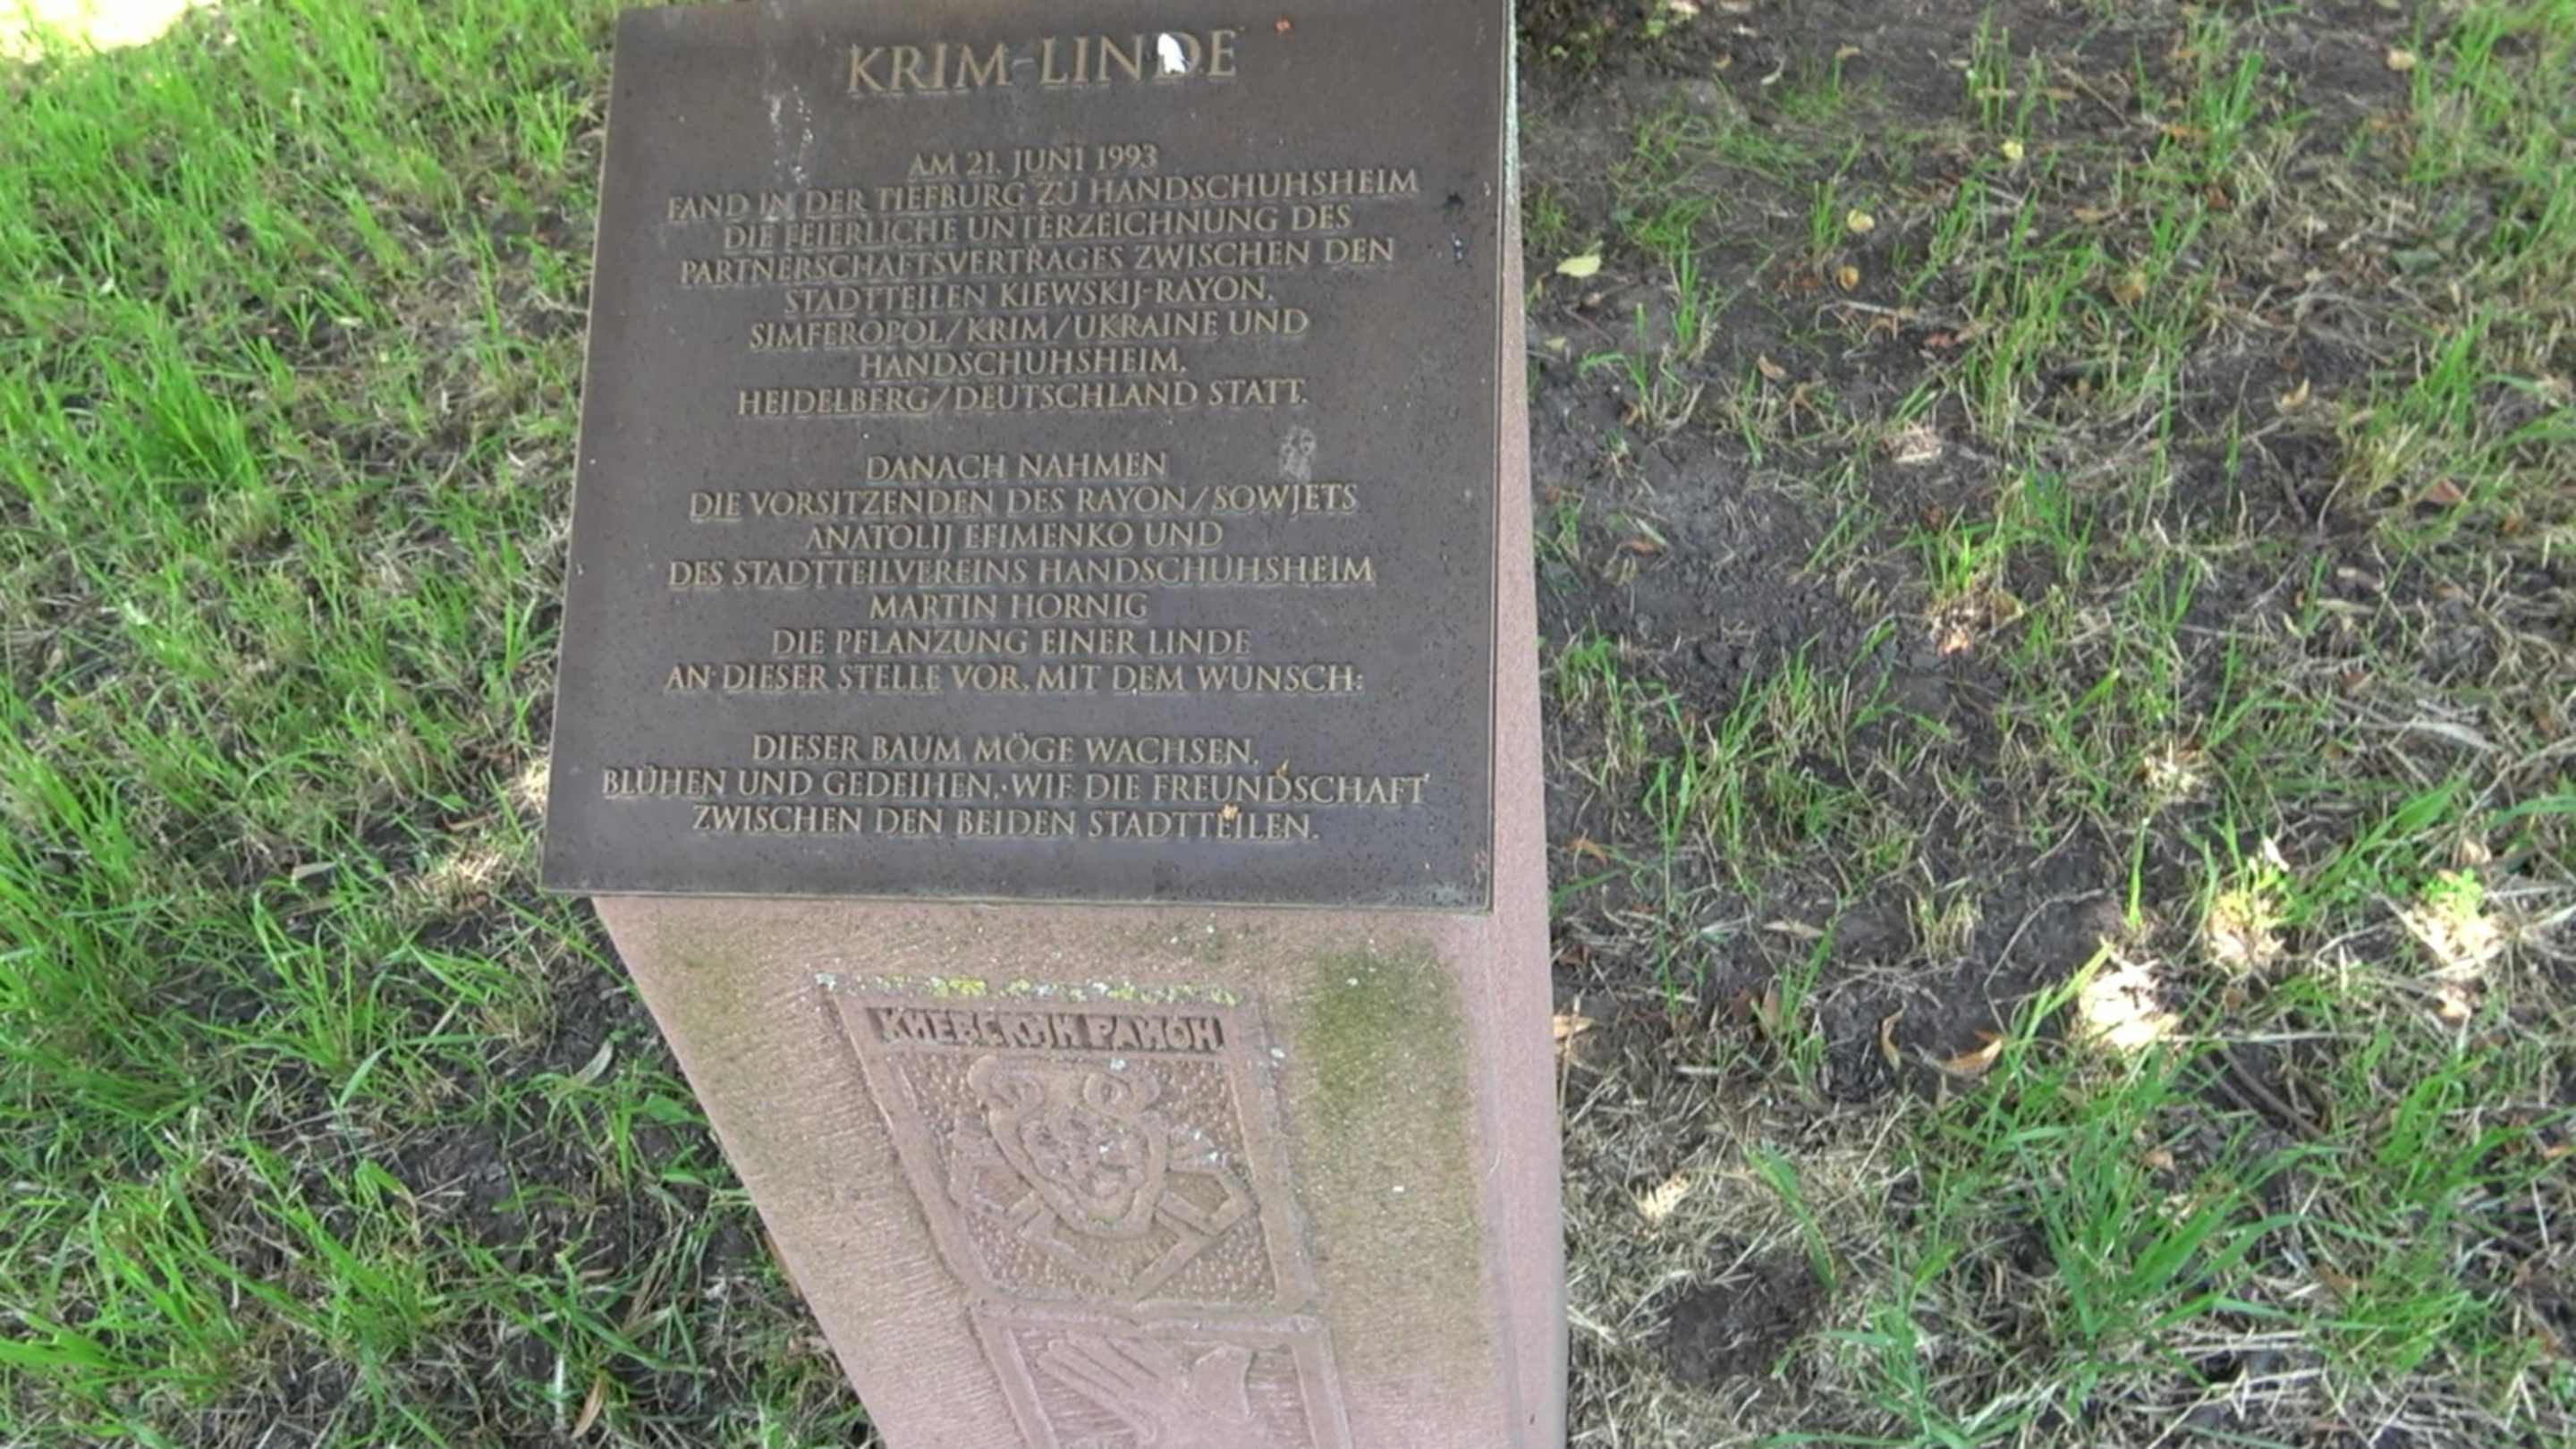 KRIM-LINDE
AM 21. JUNI 1993
FAND IN DER TIEFBURG ZU HANDSCHUHSHEIM
DIE FEIERLICHE UNTERZEICHNUNG DES
PARTNERSCHAFTSVERTRAGES ZWISCHEN DEN
STADTTEILEN KIEWSKIJ-RAYON,
SIMFEROPOL/KRIM/UKRAINE UND
HANDSCHUHSHEIM,
HEIDELBERG/DEUTSCHLAND STATT.
DANACH NAHMEN
DIE VORSITZENDEN DES RAYON/SOWJETS
ANATOLIJ EFIMENKO UND
DES STADTTEILVEREINS HANDSCHUHSHEIM
MARTIN HORNIG
DIE PFLANZUNG EINER LINDE
AN DIESER STELLE VOR, MIT DEM WUNSCH:
DIESER BAUM MÖGE WACHSEN,
BLÜHEN UND GEDEIHEN, WIE DIE FREUNDSCHAFT
ZWISCHEN DEN BEIDEN STADTTEILEN.
КИЕВСКИЙ РАЙОН